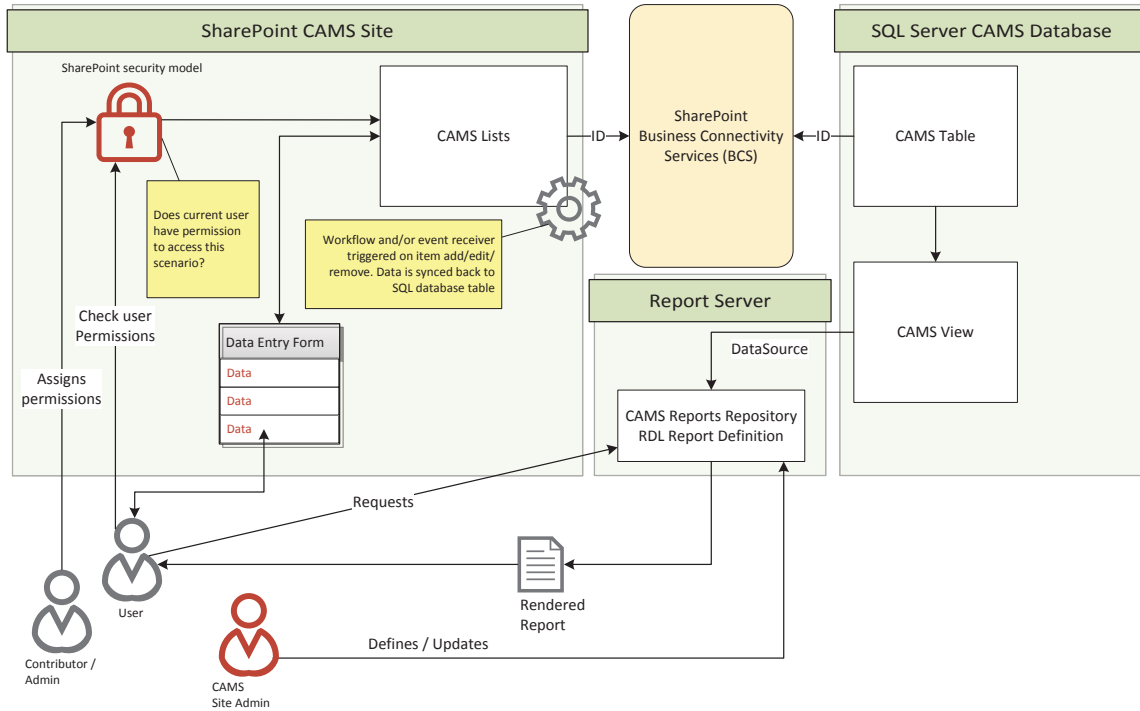 SharePoint CAMS Site
SQL Server CAMS Database
SharePoint security model
CAMS Lists
ID
SharePoint
Business Connectivity
Services (BCS)
ID
CAMS Table
Does current user
have permission
to access this
scenario?
Workflow and/or event receiver
triggered on item add/edit/
remove. Data is synced back to
SQL database table
Report Server
CAMS View
Check user
Permissions
Data Entry Form
Data
Data
Data
DataSource
Assigns
permissions
CAMS Reports Repository
RDL Report Definition
Requests
User
Rendered
Report
Defines / Updates
Contributor /
Admin
CAMS
Site Admin